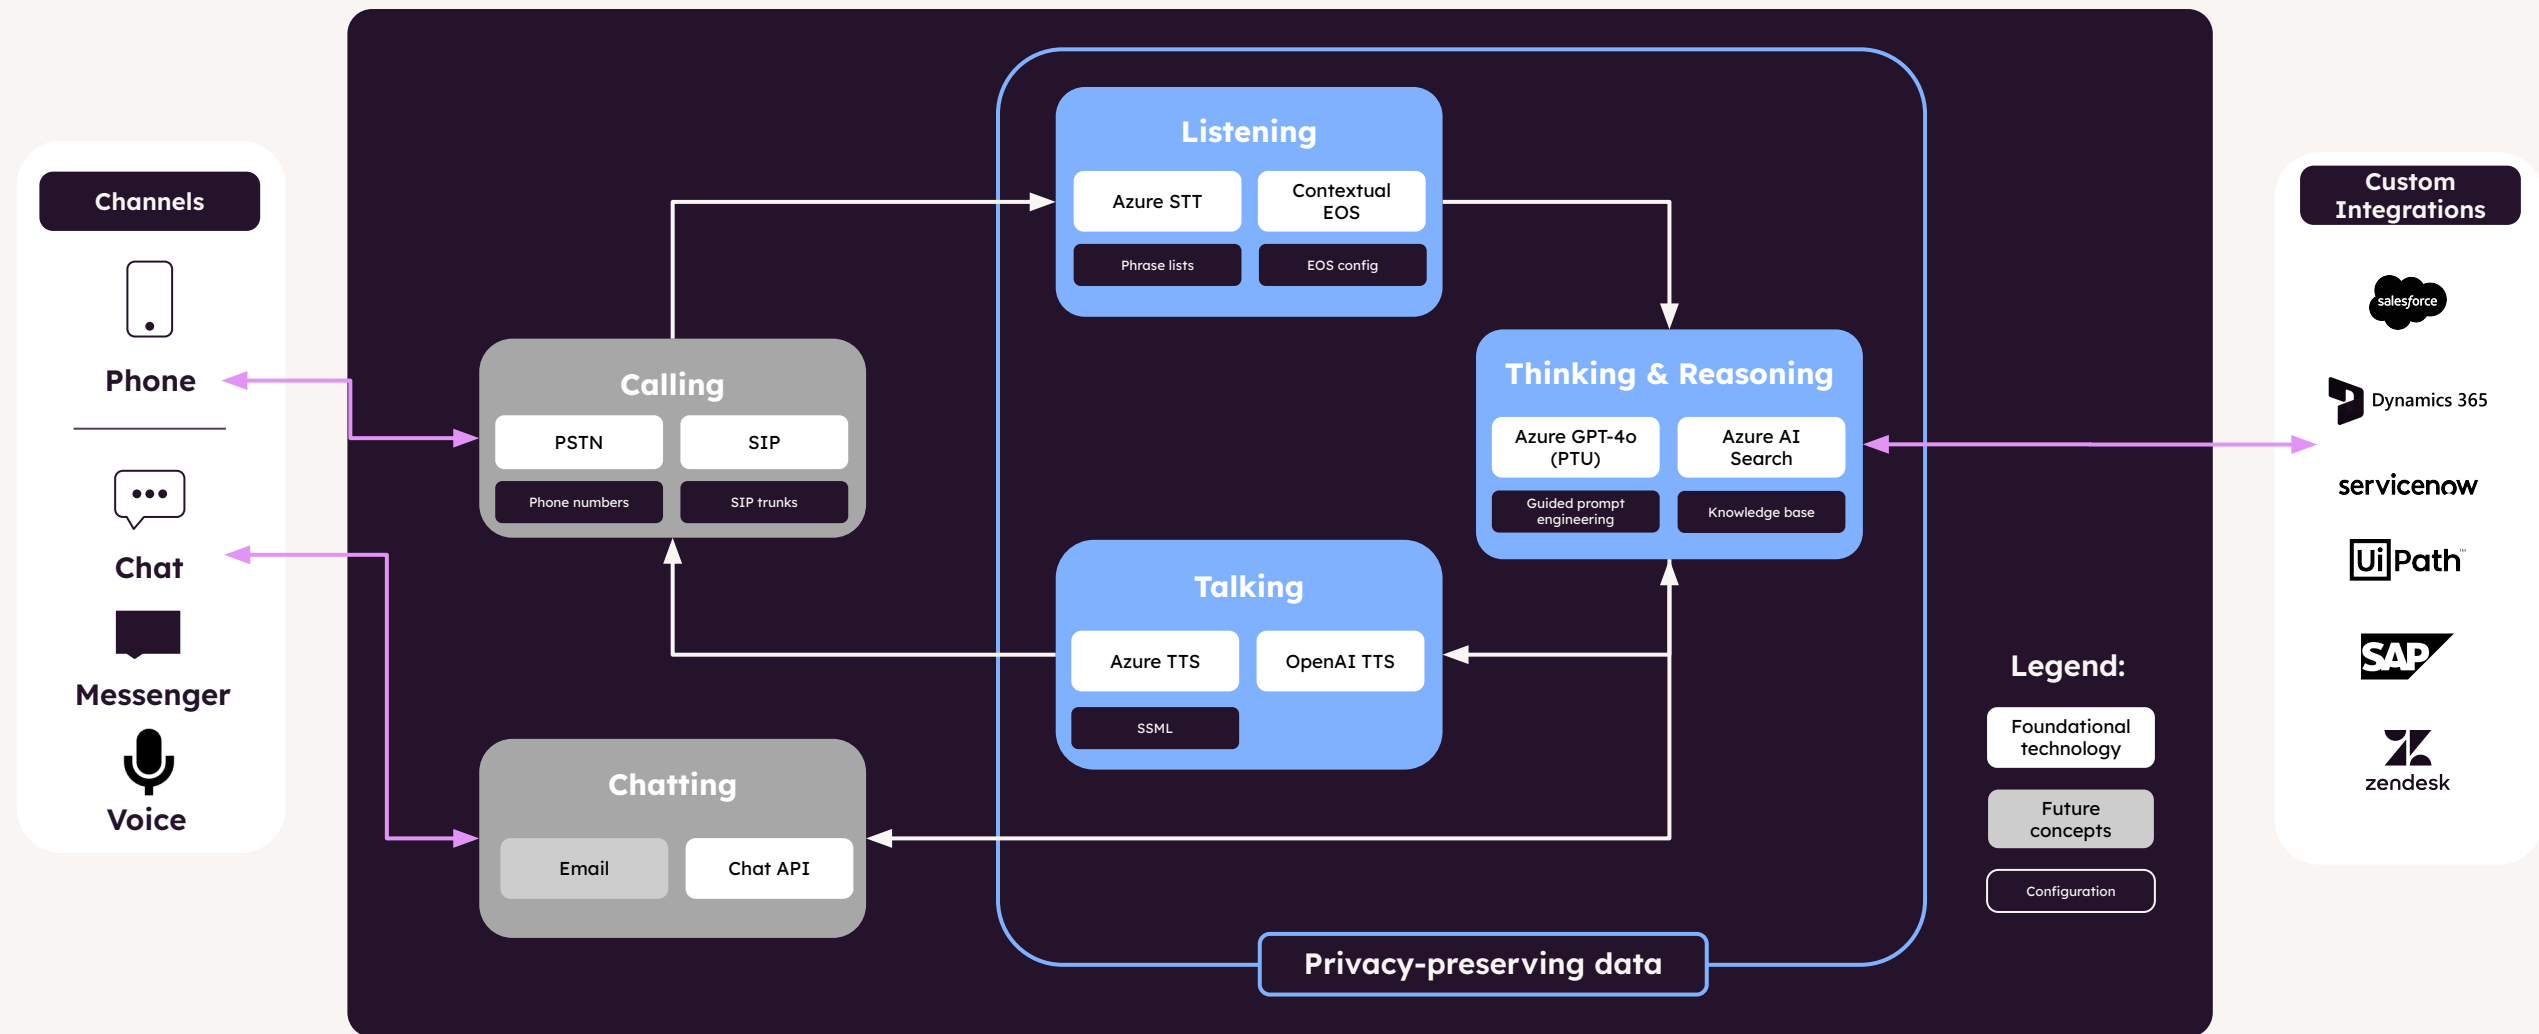 Channels
Phone
Chat
Messenger
Voice
Calling
PSTN
SIP
Phone numbers
SIP trunks
Chatting
Email
Chat API
Listening
Azure STT
Contextual
EOS
Phrase lists
EOS config
Thinking & Reasoning
Azure GPT-4o
(PTU)
Azure AI
Search
Guided prompt
engineering
Knowledge base
Talking
Azure TTS
OpenAI TTS
SSML
Privacy-preserving data
Legend:
Foundational
technology
Future
concepts
Configuration
Custom
Integrations
salesforce
Dynamics 365
servicenow
UiPath™
SAP
zendesk